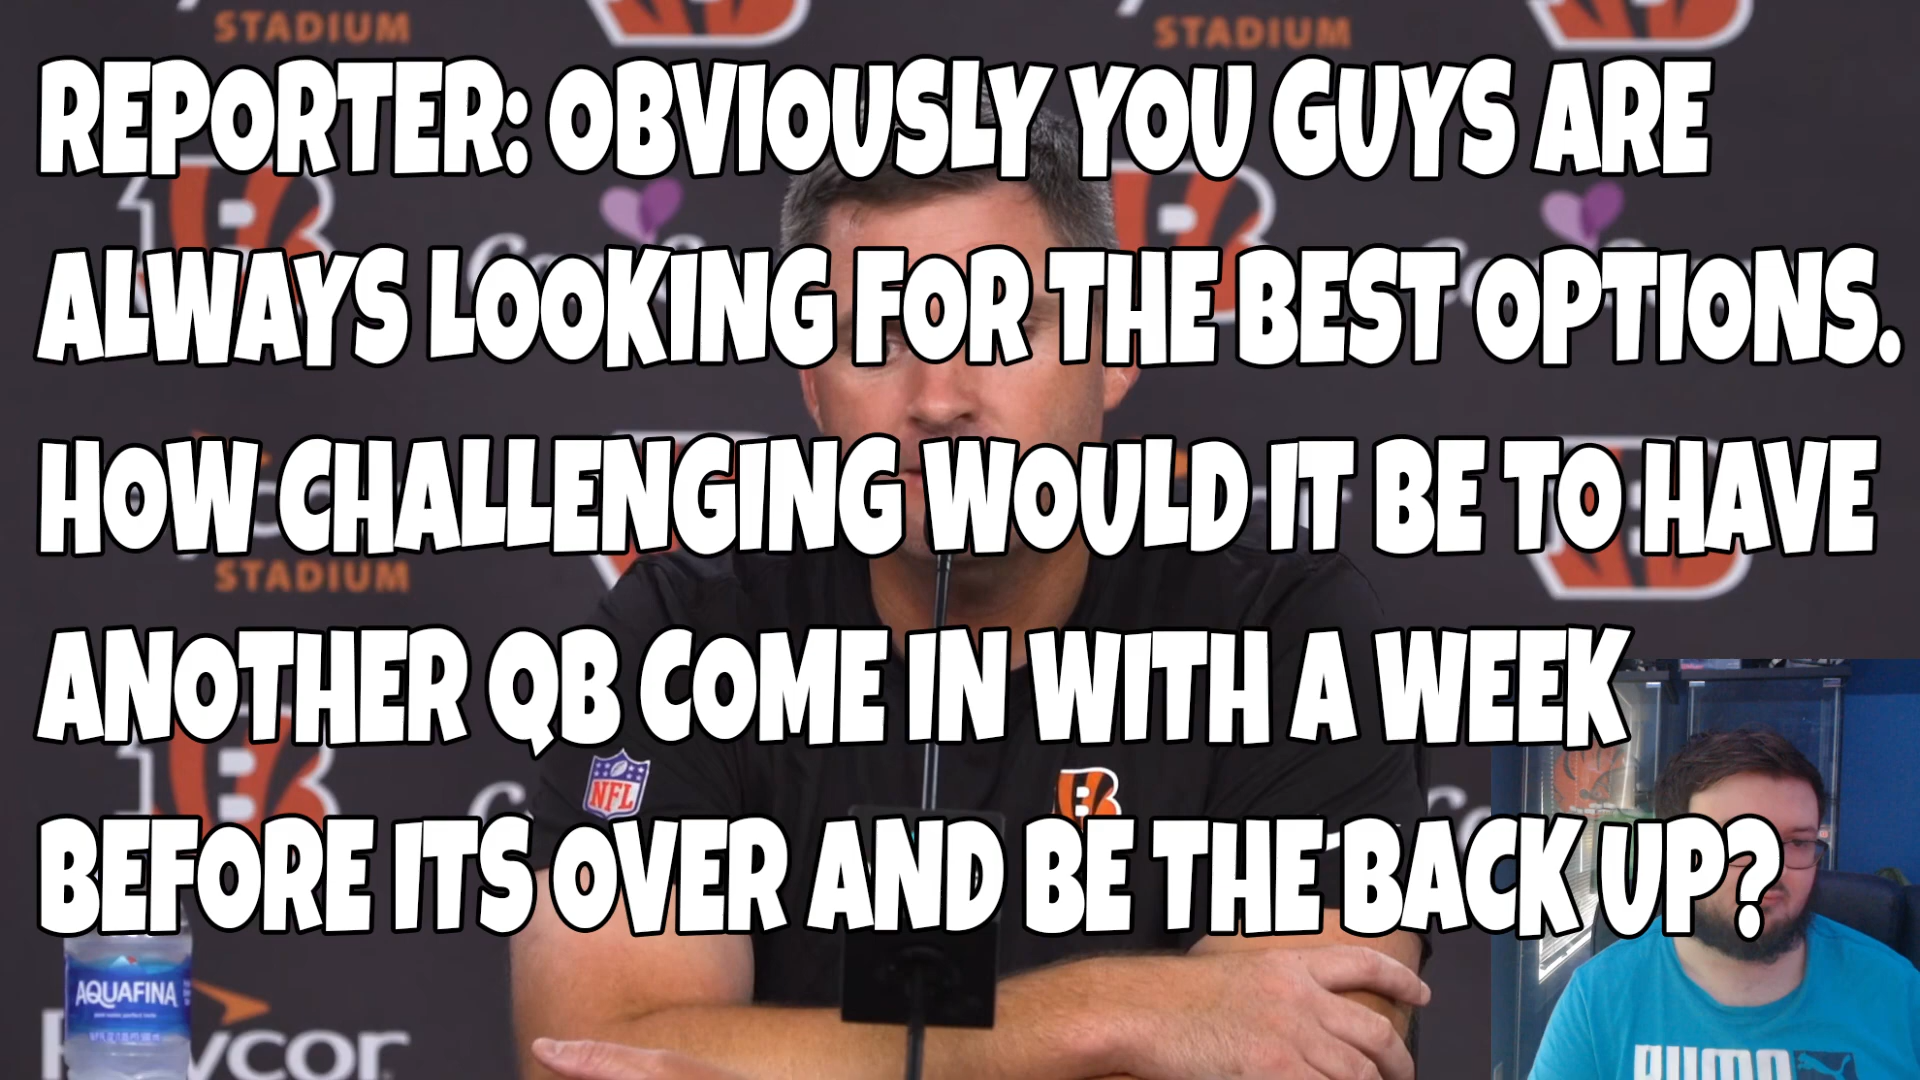 STADIUM
STADIUM
REPORTER: OBVIOUSLY YOU GUYS ARE
ALWAYS LOOKING FOR THE BEST OPTIONS.
HOW CHALLENGING WOULD IT BE TO HAVE
ANOTHER QB COME IN WITH A WEEK
BEFORE ITS OVER AND BE THE BACK UP?
STADIUM
NFL
B
AQUAFINA
PUMA